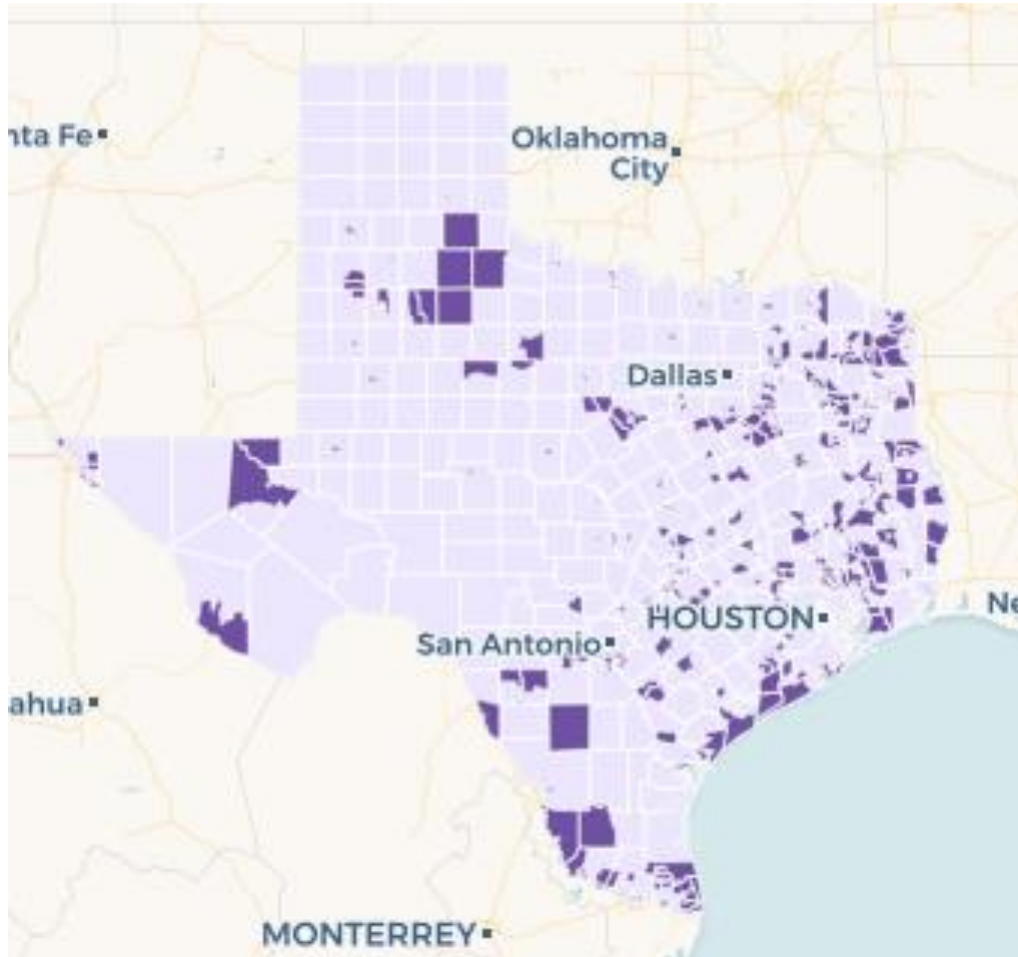 nta Fe
Oklahoma
City
Dallas
HOUSTON
Ne
San Antonio
ahua
MONTERREY